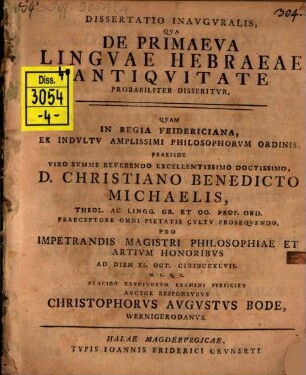 304.
DISSERTATIO INAVGVRALIS,
QVA
DE PRIMAEVA
LINGVAE HEBRAEAE
ANTIQVITATE
PROBABILITER DISSERITVR,
Diss. 4°
3054
-4-
QVAM
IN REGIA FRIDERICIANA,
EX INDVLTV AMPLISSIMI PHILOSOPHORVM ORDINIS.
PRAESIDE
VIRO SVMME REVERENDO EXCELLENTISSIMO DOCTISSIMO,
D. CHRISTIANO BENEDICTO
MICHAELIS,
THEOL. AC LINGG. GR. ET OO. PROF. ORD.
PRAECEPTORE OMNI PIETATIS CVLTV PROSEQVENDO,
PRO
IMPETRANDIS MAGISTRI PHILOSOPHIAE ET
ARTIVM HONORIBVS
AD DIEM XI. OCT. CIƆIƆCCXLVII.
H. L. Q. C.
PLACIDO ERVDITORVM EXAMINI SVBIICIET
AVCTOR RESPONSVRVS
CHRISTOPHORVS AVGVSTVS BODE,
WERNIGERODANVS.
HALAE MAGDEBVRGICAE,
TYPIS IOANNIS FRIDERICI GRVNERTI